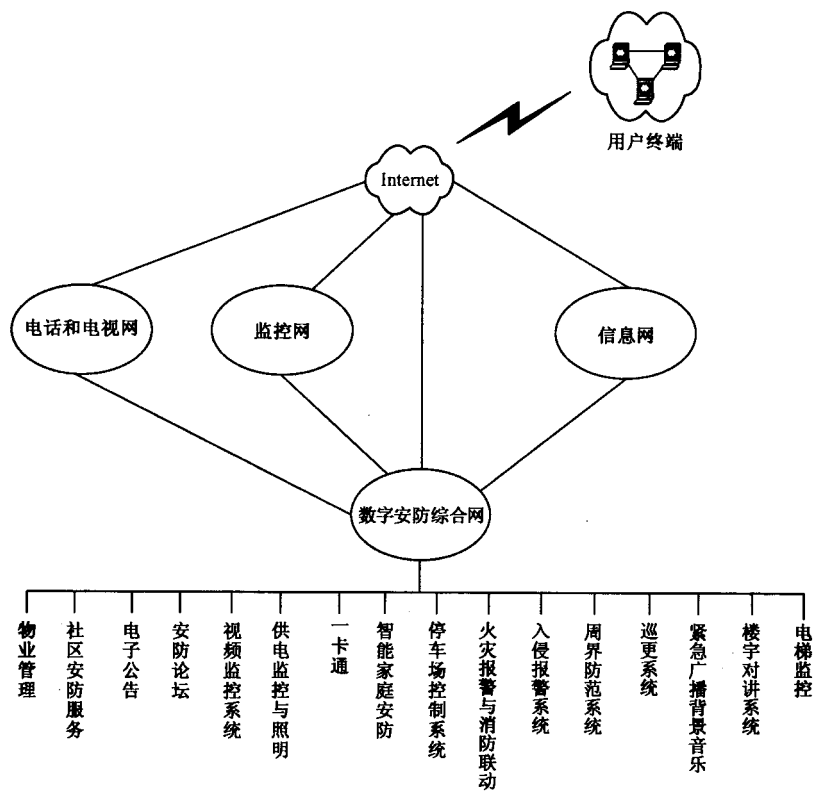 用户终端
Internet
电话和电视网
监控网
信息网
数字安防综合网
物业管理
社区安防服务
电子公告
安防论坛
视频监控系统
供电监控与照明
一卡通
智能家庭安防
停车场控制系统
火灾报警与消防联动
入侵报警系统
周界防范系统
巡更系统
紧急广播背景音乐
楼宇对讲系统
电梯监控